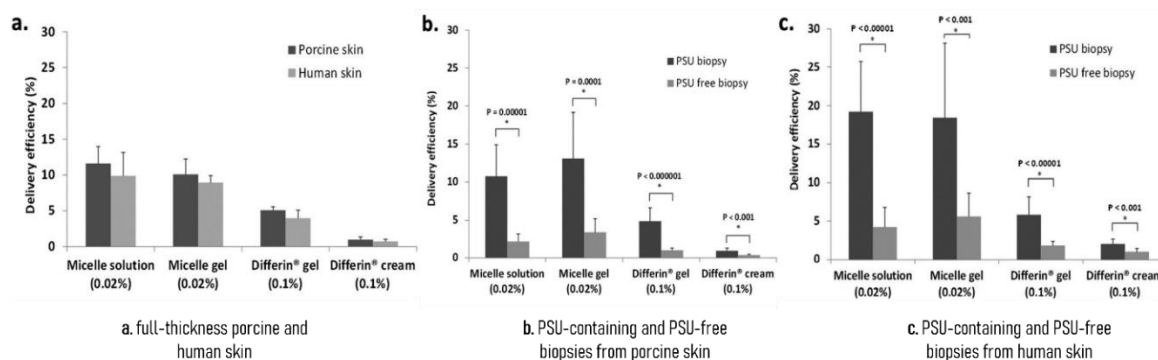 a.
Delivery efficiency (%)
30
25
20
15
10
5
0
Porcine skin
Human skin
Micelle solution
(0.02%)
Micelle gel
(0.02%)
Differin® gel
(0.1%)
Differin® cream
(0.1%)
a. full-thickness porcine and
human skin
b.
Delivery efficiency (%)
30
25
20
15
10
5
0
PSU biopsy
PSU free biopsy
P = 0.00001
*
P = 0.0001
*
P < 0.000001
*
P < 0.001
*
Micelle solution
(0.02%)
Micelle gel
(0.02%)
Differin® gel
(0.1%)
Differin® cream
(0.1%)
b. PSU-containing and PSU-free
biopsies from porcine skin
c.
Delivery efficiency (%)
30
25
20
15
10
5
0
P < 0.00001
*
P < 0.001
*
PSU biopsy
PSU free biopsy
P < 0.00001
*
P < 0.001
*
Micelle solution
(0.02%)
Micelle gel
(0.02%)
Differin® gel
(0.1%)
Differin® cream
(0.1%)
c. PSU-containing and PSU-free
biopsies from human skin